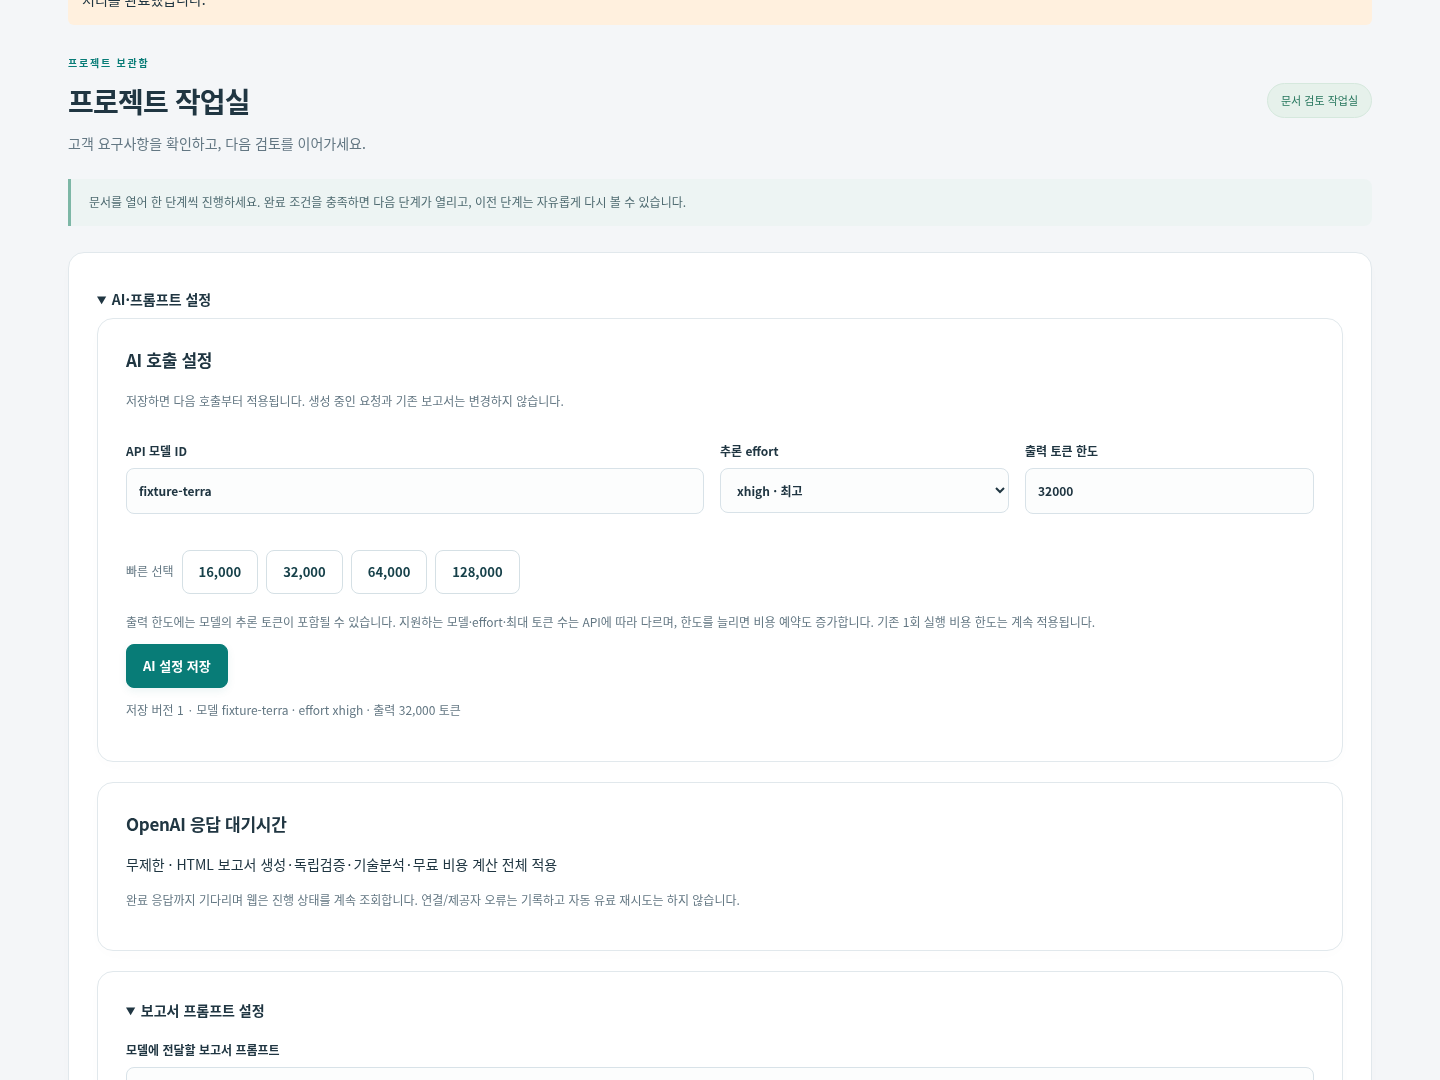 처리를 완료했습니다.
프로젝트 보관함
프로젝트 작업실
문서 검토 작업실
고객 요구사항을 확인하고, 다음 검토를 이어가세요.
문서를 열어 한 단계씩 진행하세요. 완료 조건을 충족하면 다음 단계가 열리고, 이전 단계는 자유롭게 다시 볼 수 있습니다.
▼ AI·프롬프트 설정
AI 호출 설정
저장하면 다음 호출부터 적용됩니다. 생성 중인 요청과 기존 보고서는 변경하지 않습니다.
API 모델 ID 추론 effort 출력 토큰 한도
fixture-terra xhigh · 최고 32000
빠른 선택 16,000 32,000 64,000 128,000
출력 한도에는 모델의 추론 토큰이 포함될 수 있습니다. 지원하는 모델·effort·최대 토큰 수는 API에 따라 다르며, 한도를 늘리면 비용 예약도 증가합니다. 기존 1회 실행 비용 한도는 계속 적용됩니다.
AI 설정 저장
저장 버전 1 · 모델 fixture-terra · effort xhigh · 출력 32,000 토큰
OpenAI 응답 대기시간
무제한 · HTML 보고서 생성·독립검증·기술분석·무료 비용 계산 전체 적용
완료 응답까지 기다리며 웹은 진행 상태를 계속 조회합니다. 연결/제공자 오류는 기록하고 자동 유료 재시도는 하지 않습니다.
▼ 보고서 프롬프트 설정
모델에 전달할 보고서 프롬프트